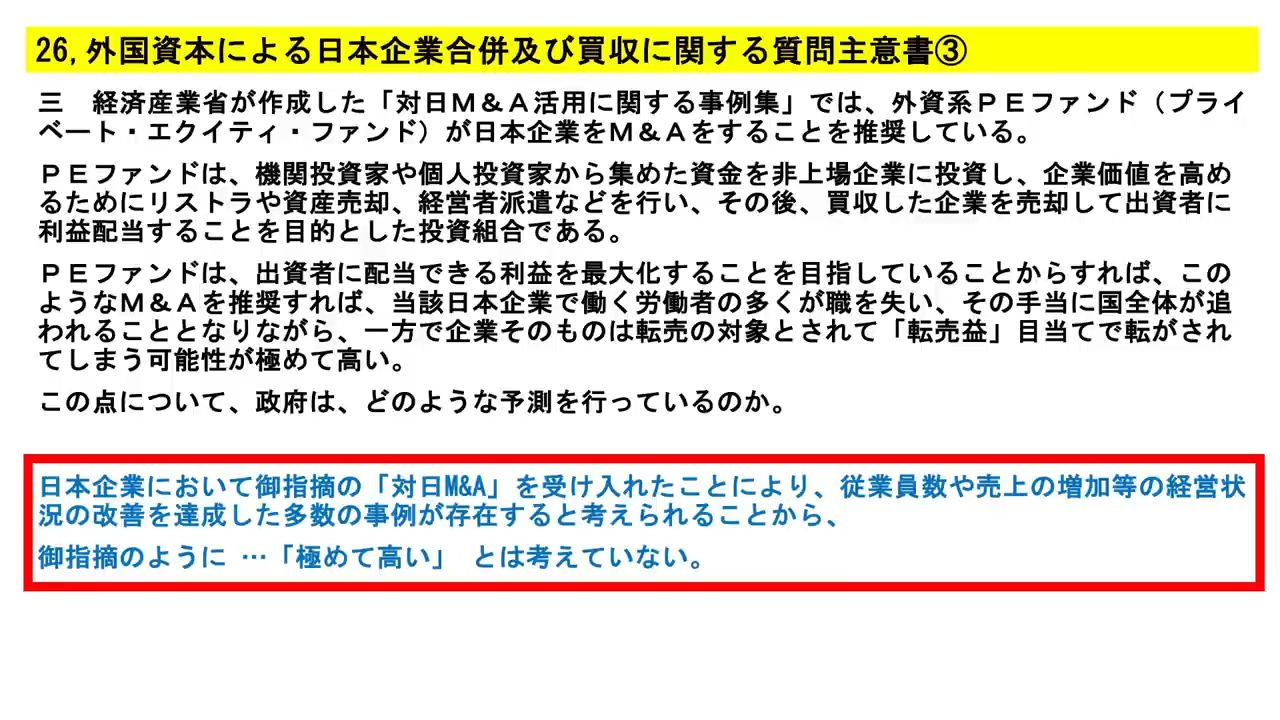 26,外国資本による日本企業合併及び買収に関する質問主意書③
三　経済産業省が作成した「対日Ｍ＆Ａ活用に関する事例集」では、外資系ＰＥファンド（プライ
ベート・エクイティ・ファンド）が日本企業をＭ＆Ａをすることを推奨している。
ＰＥファンドは、機関投資家や個人投資家から集めた資金を非上場企業に投資し、企業価値を高め
るためにリストラや資産売却、経営者派遣などを行い、その後、買収した企業を売却して出資者に
利益配当することを目的とした投資組合である。
ＰＥファンドは、出資者に配当できる利益を最大化することを目指していることからすれば、この
ようなＭ＆Ａを推奨すれば、当該日本企業で働く労働者の多くが職を失い、その手当に国全体が追
われることとなりながら、一方で企業そのものは転売の対象とされて「転売益」目当てで転がされ
てしまう可能性が極めて高い。
この点について、政府は、どのような予測を行っているのか。
日本企業において御指摘の「対日M&A」を受け入れたことにより、従業員数や売上の増加等の経営状
況の改善を達成した多数の事例が存在すると考えられることから、
御指摘のように …「極めて高い」 とは考えていない。